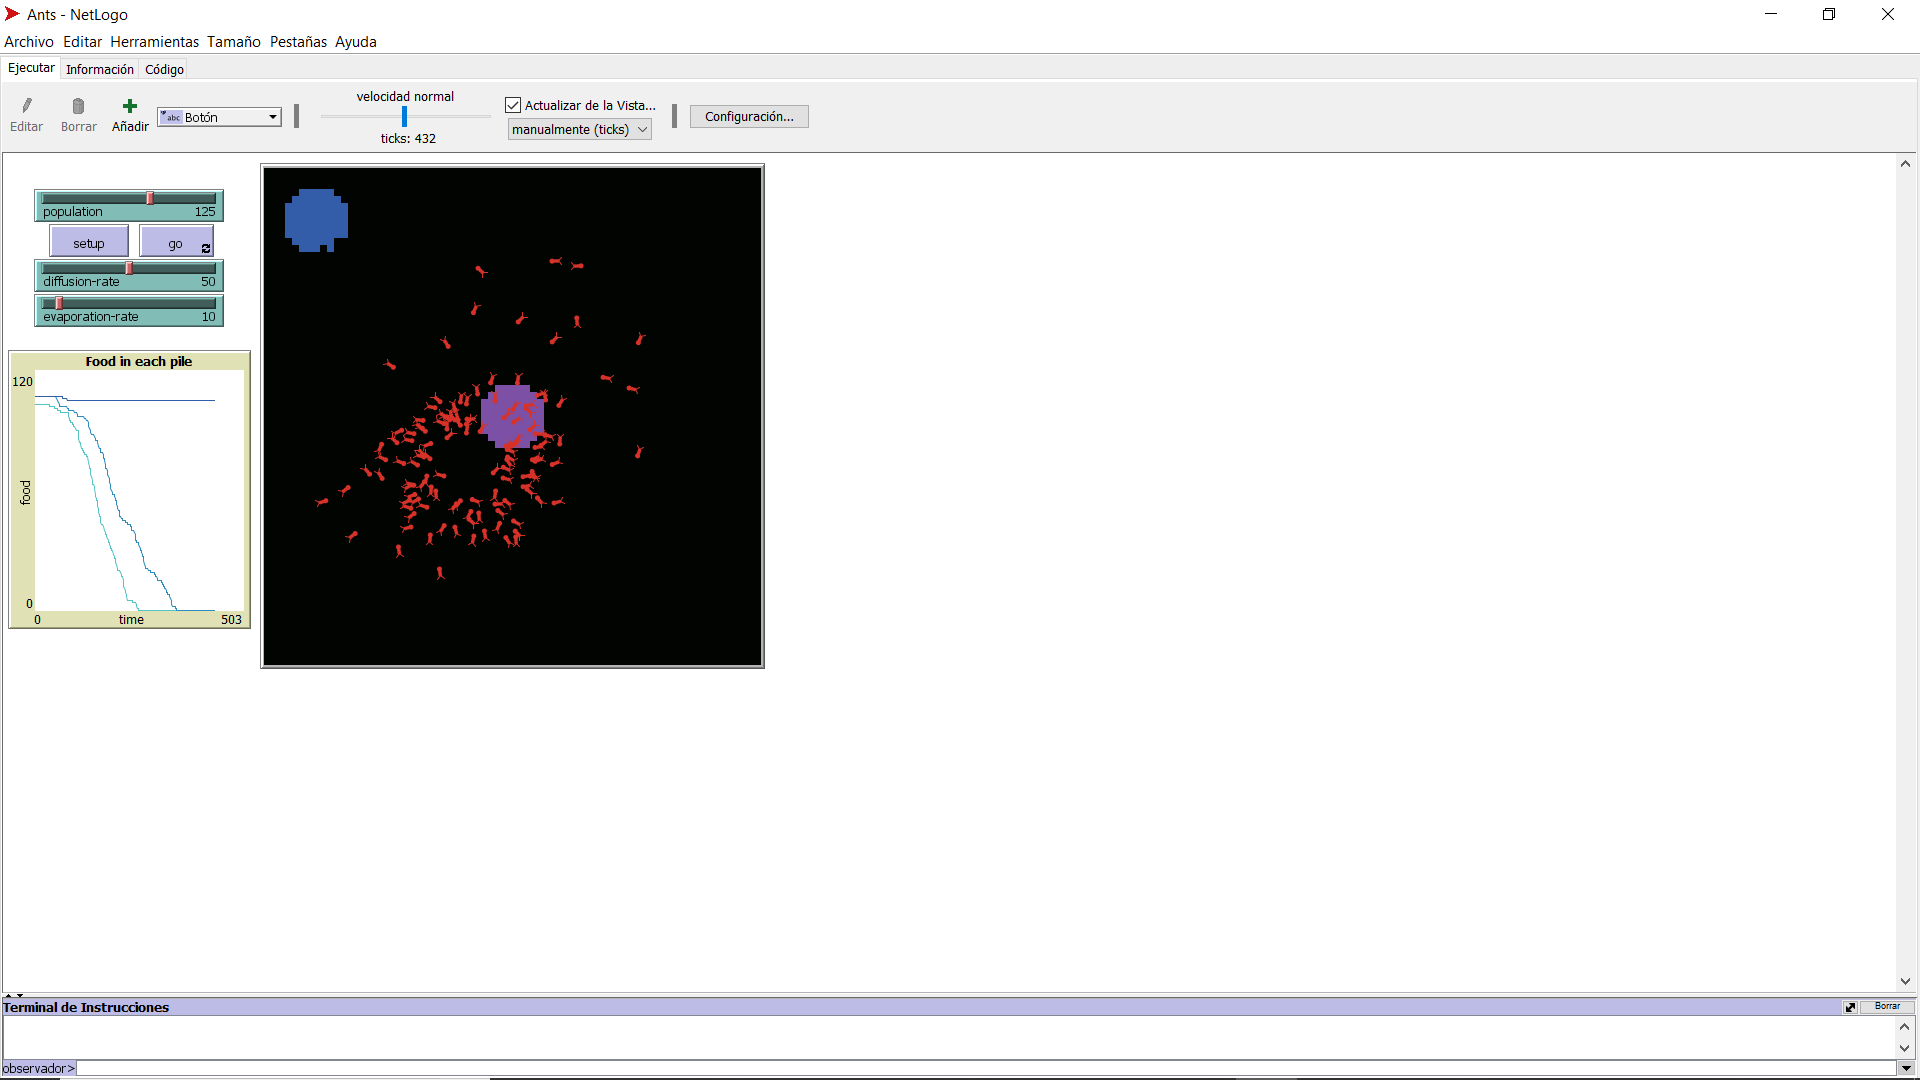 Ants - NetLogo
Archivo Editar Herramientas Tamaño Pestañas Ayuda
Ejecutar Información Código
Editar Borrar Añadir
abc Botón
velocidad normal
ticks: 432
Actualizar de la Vista...
manualmente (ticks)
Configuración...
population 125
setup go
diffusion-rate 50
evaporation-rate 10
Food in each pile
120
food
0
0 time 503
Terminal de Instrucciones
Borrar
observador>